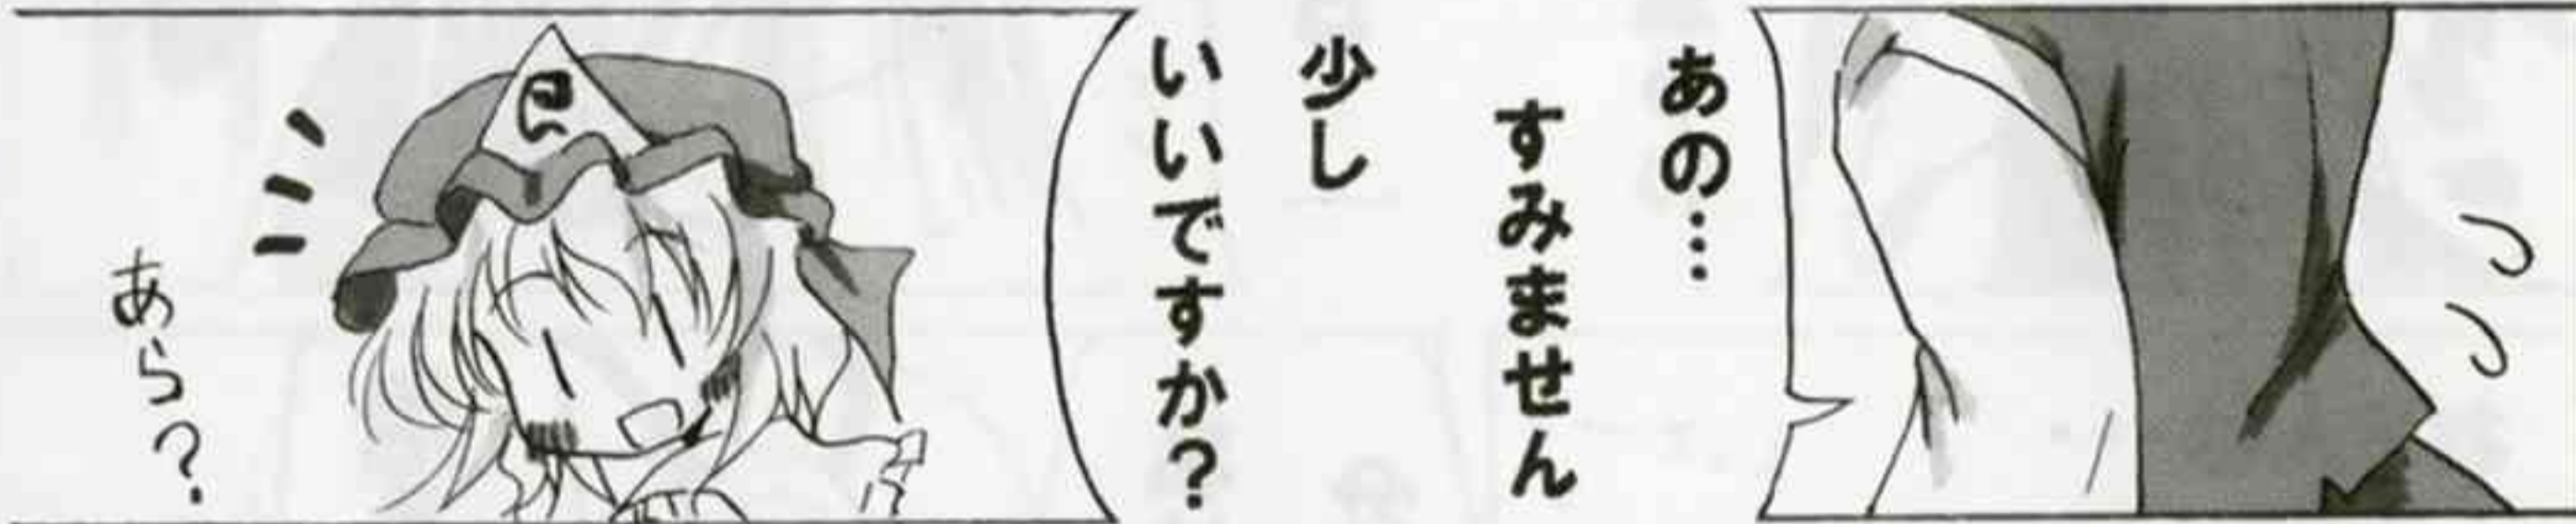 あの…
すみません
少し
いいですか?
あら?